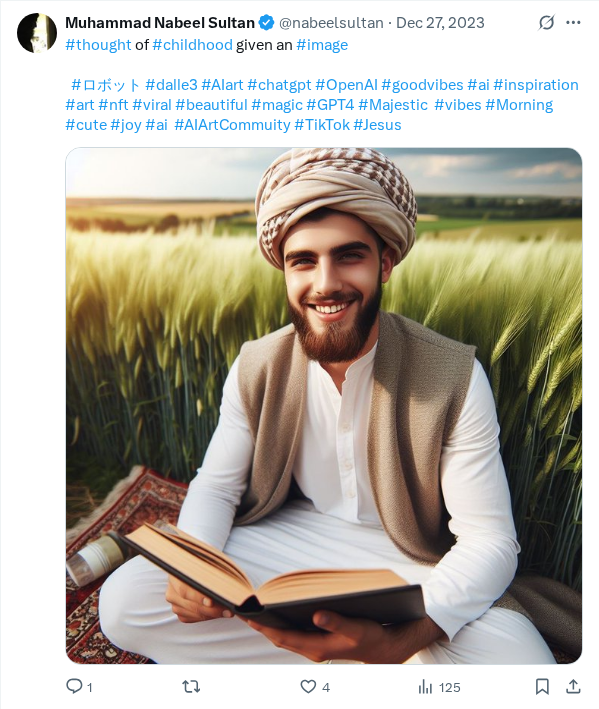 Muhammad Nabeel Sultan @nabeelsultan · Dec 27, 2023
#thought of #childhood given an #image
#ロボット #dalle3 #AIart #chatgpt #OpenAI #goodvibes #ai #inspiration
#art #nft #viral #beautiful #magic #GPT4 #Majestic #vibes #Morning
#cute #joy #ai #AIArtCommuity #TikTok #Jesus
1 4 125